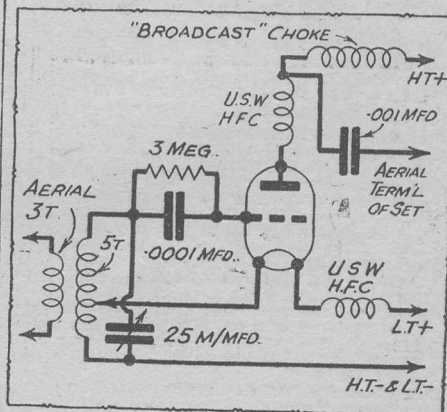 "BROADCAST" CHOKE
HT+
U.S.W
H.F.C
.001 MFD
3 MEG.
AERIAL
TERM'L
OF SET
AERIAL
3T.
5T
.0001 MFD.
U S W
H.F.C
25 M/MFD.
LT+
H.T.- & L.T.-